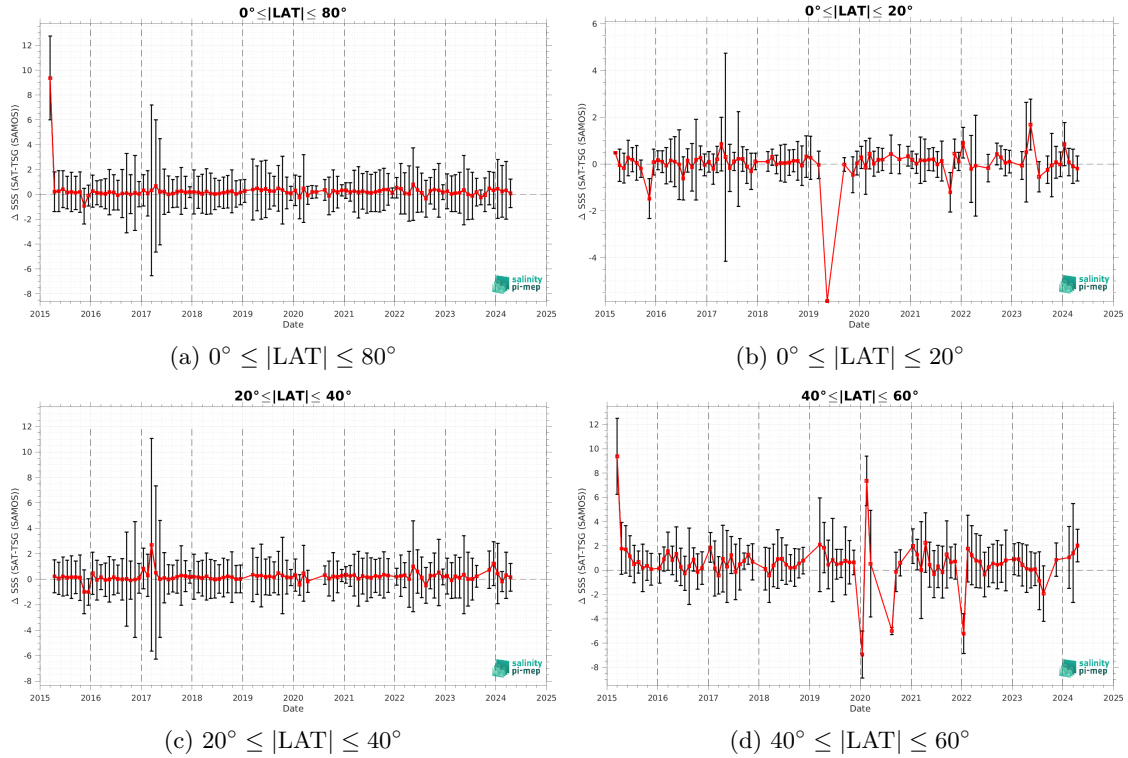 0°≤|LAT|≤ 80°
Δ SSS (SAT-TSG (SAMOS))
12
10
8
6
4
2
0
-2
-4
-6
-8
2015 2016 2017 2018 2019 2020 2021 2022 2023 2024 2025
Date
salinity
pi-mep
(a) 0° ≤ |LAT| ≤ 80°
0°≤|LAT|≤ 20°
Δ SSS (SAT-TSG (SAMOS))
6
4
2
0
-2
-4
2015 2016 2017 2018 2019 2020 2021 2022 2023 2024 2025
Date
salinity
pi-mep
(b) 0° ≤ |LAT| ≤ 20°
20°≤|LAT|≤ 40°
Δ SSS (SAT-TSG (SAMOS))
12
10
8
6
4
2
0
-2
-4
-6
-8
2015 2016 2017 2018 2019 2020 2021 2022 2023 2024 2025
Date
salinity
pi-mep
(c) 20° ≤ |LAT| ≤ 40°
40°≤|LAT|≤ 60°
Δ SSS (SAT-TSG (SAMOS))
12
10
8
6
4
2
0
-2
-4
-6
-8
2015 2016 2017 2018 2019 2020 2021 2022 2023 2024 2025
Date
salinity
pi-mep
(d) 40° ≤ |LAT| ≤ 60°